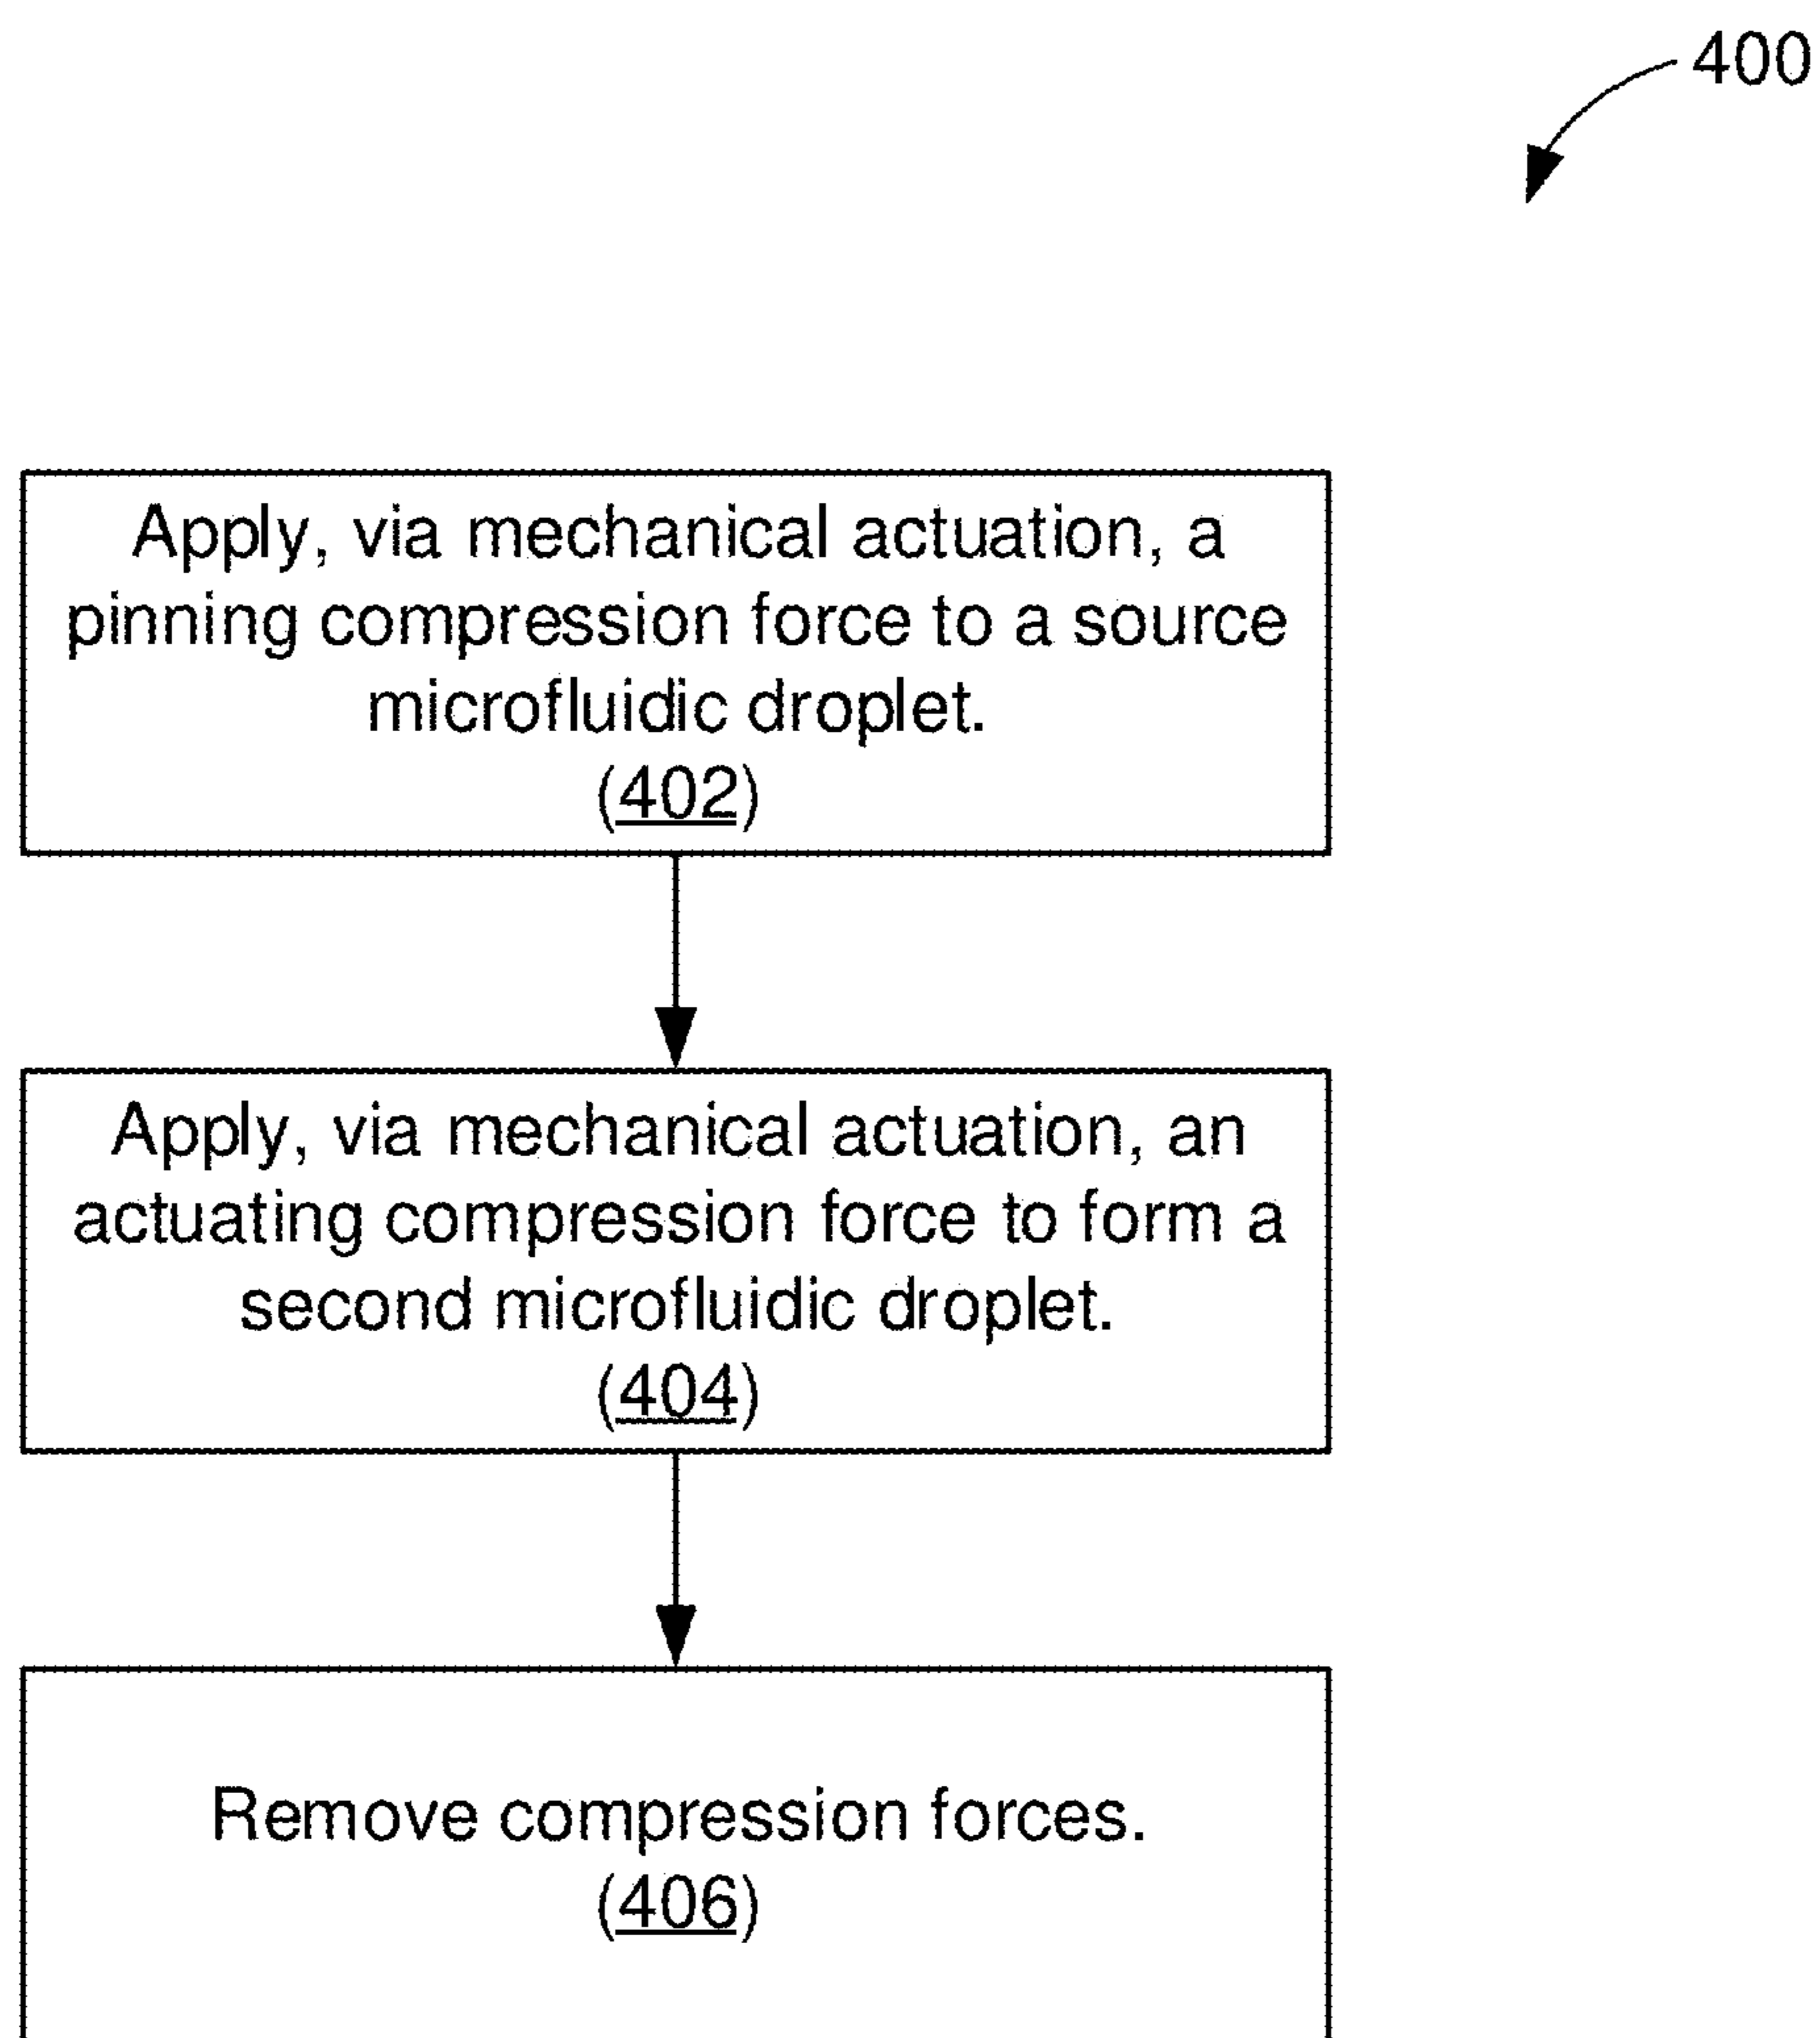 400
Apply, via mechanical actuation, a
pinning compression force to a source
microfluidic droplet.
(402)
Apply, via mechanical actuation, an
actuating compression force to form a
second microfluidic droplet.
(404)
Remove compression forces.
(406)